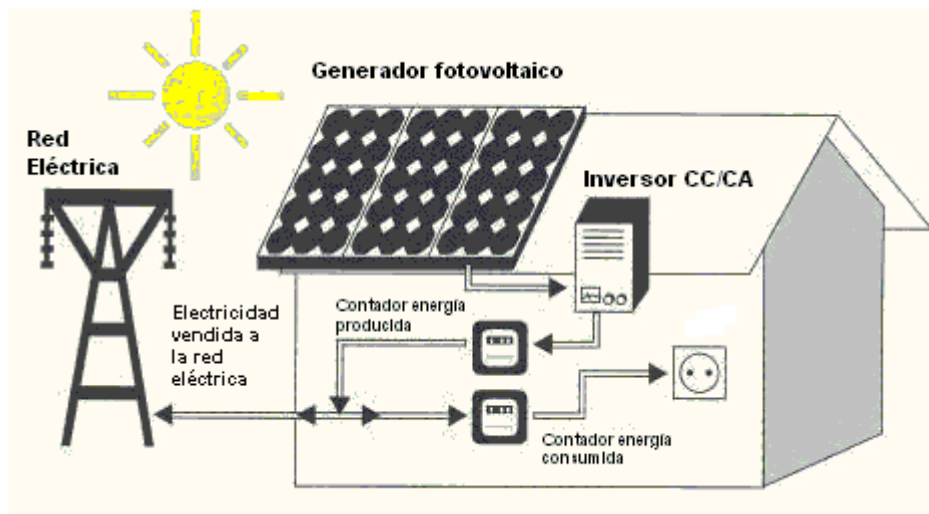 Generador fotovoltaico
Red
Eléctrica
Inversor CC/CA
Contador energía
producida
Electricidad
vendida a
la red
eléctrica
Contador energía
consumida